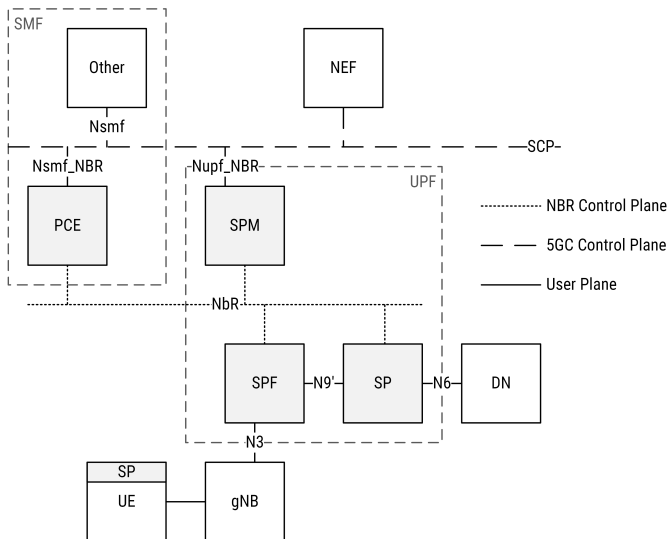 SMF
Other
NEF
Nsmf
SCP
Nsmf_NBR
Nupf_NBR
UPF
PCE
SPM
NBR Control Plane
5GC Control Plane
User Plane
NbR
SPF
N9'
SP
N6
DN
N3
SP
UE
gNB